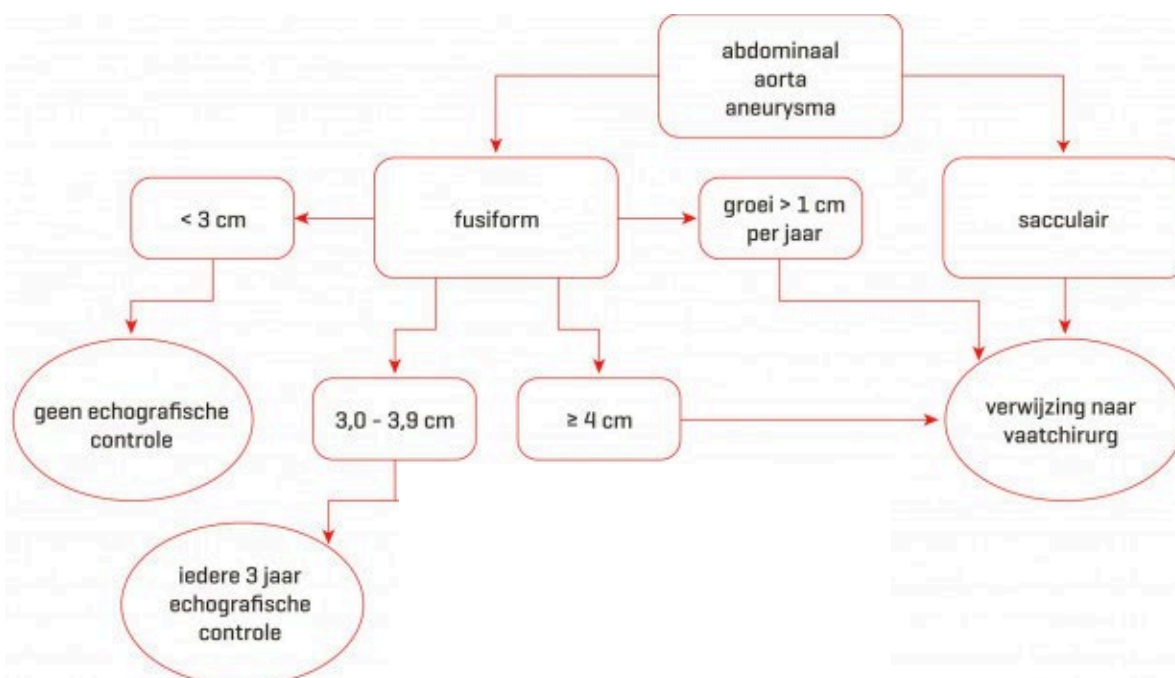 abdominaal
aorta
aneurysma
< 3 cm
fusiform
groei > 1 cm
per jaar
sacculair
geen echografische
controle
3,0 - 3,9 cm
≥ 4 cm
verwijzing naar
vaatchirurg
iedere 3 jaar
echografische
controle